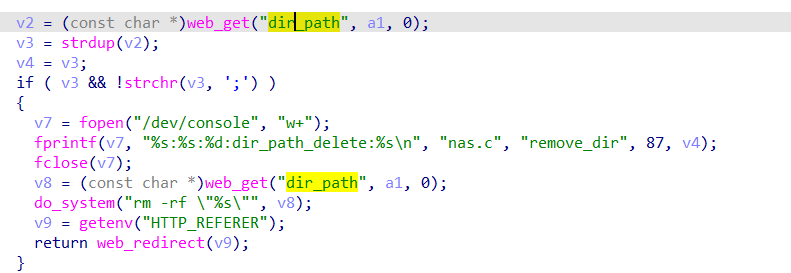 v2 = (const char *)web_get("dir_path", a1, 0);
v3 = strdup(v2);
v4 = v3;
if ( v3 && !strchr(v3, ';') )
{
  v7 = fopen("/dev/console", "w+");
  fprintf(v7, "%s:%s:%d:dir_path_delete:%s\n", "nas.c", "remove_dir", 87, v4);
  fclose(v7);
  v8 = (const char *)web_get("dir_path", a1, 0);
  do_system("rm -rf \"%s\"", v8);
  v9 = getenv("HTTP_REFERER");
  return web_redirect(v9);
}